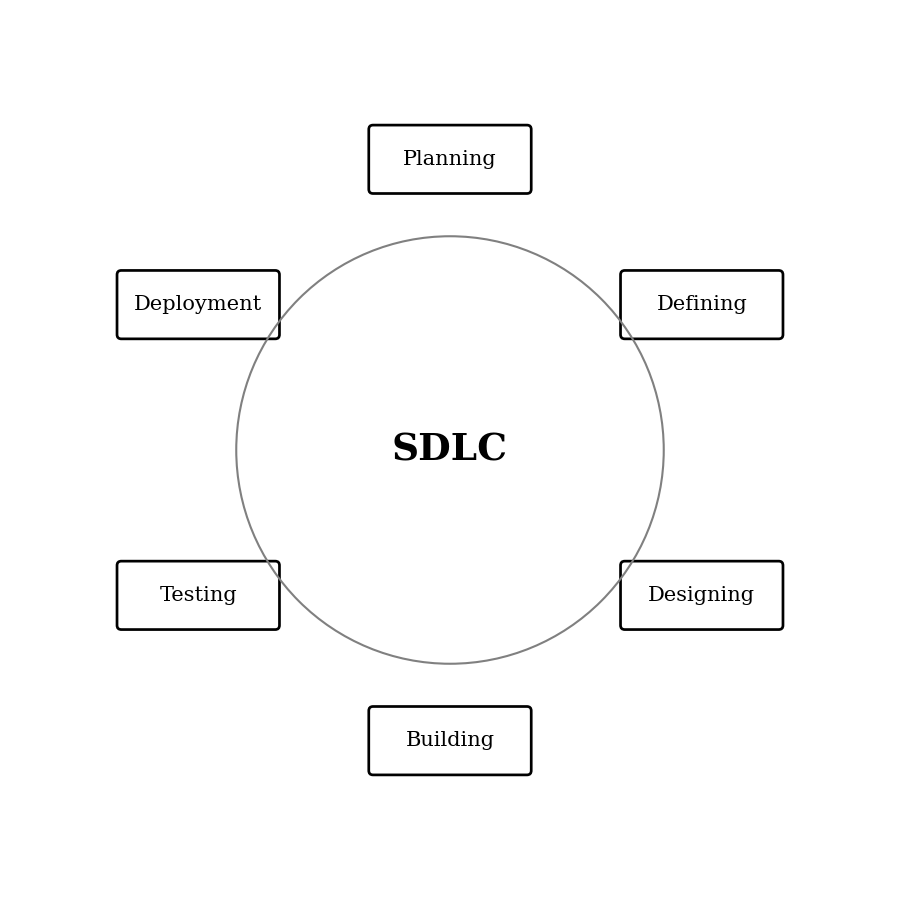 Planning
Deployment
Defining
SDLC
Testing
Designing
Building